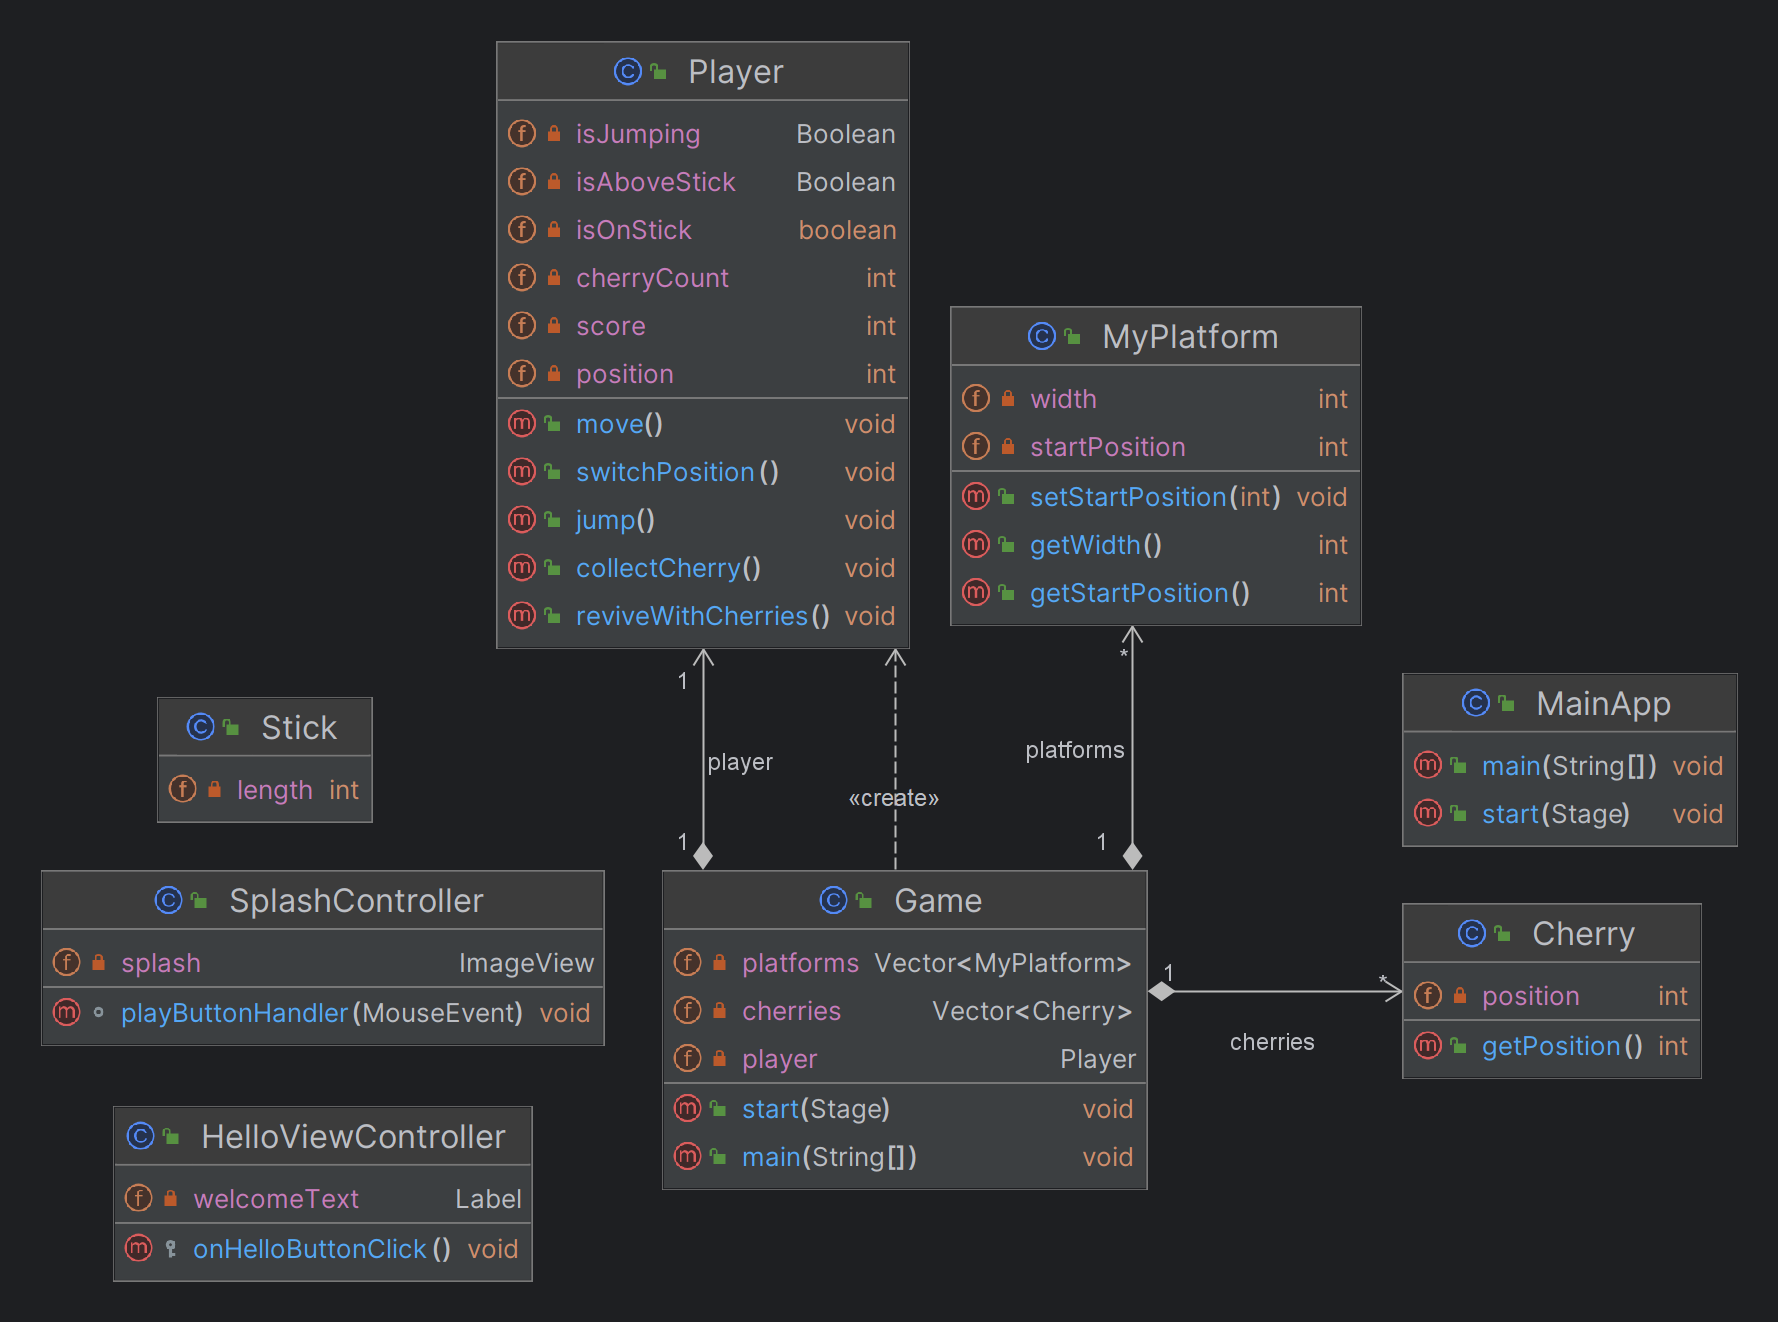 Player
isJumping Boolean
isAboveStick Boolean
isOnStick boolean
cherryCount int
score int
position int
move() void
switchPosition() void
jump() void
collectCherry() void
reviveWithCherries() void
MyPlatform
width int
startPosition int
setStartPosition(int) void
getWidth() int
getStartPosition() int
1
player
1
«create»
*
platforms
1
Stick
length int
MainApp
main(String[]) void
start(Stage) void
SplashController
splash ImageView
playButtonHandler(MouseEvent) void
Game
platforms Vector<MyPlatform>
cherries Vector<Cherry>
player Player
start(Stage) void
main(String[]) void
1
*
cherries
Cherry
position int
getPosition() int
HelloViewController
welcomeText Label
onHelloButtonClick() void